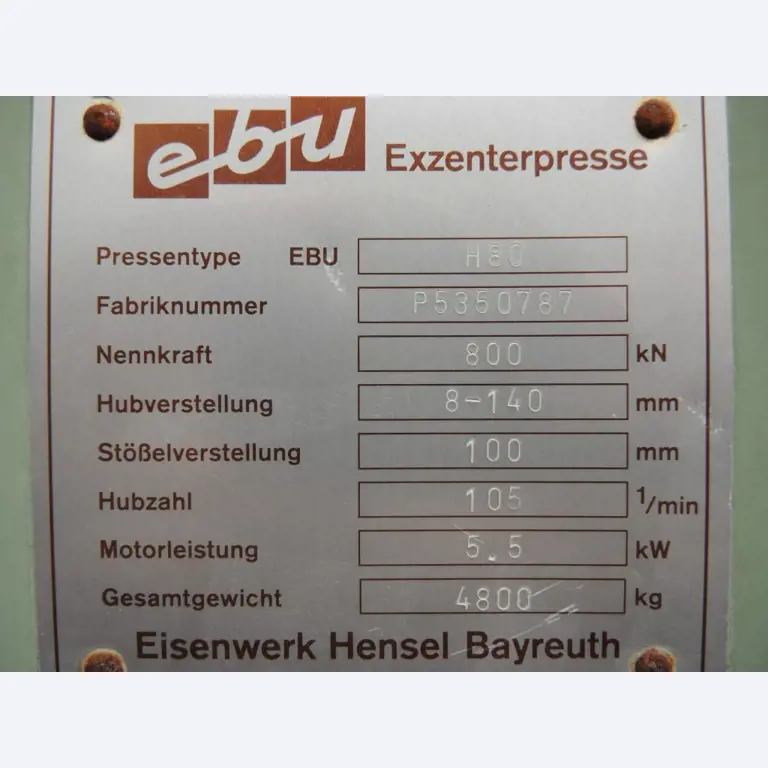 ebu Exzenterpresse
Pressentype EBU H80
Fabriknummer P5350787
Nennkraft 800 kN
Hubverstellung 8-140 mm
Stößelverstellung 100 mm
Hubzahl 105 1/min
Motorleistung 5.5 kW
Gesamtgewicht 4800 kg
Eisenwerk Hensel Bayreuth